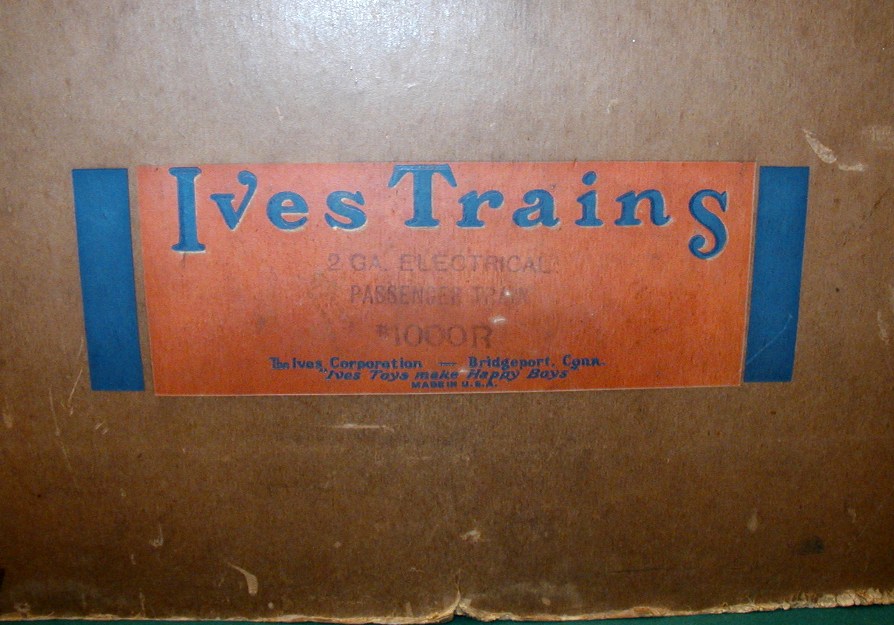 Ives Trains
2 GA. ELECTRICAL
PASSENGER TRAIN
#1000R
The Ives Corporation — Bridgeport, Conn.
"Ives Toys make Happy Boys"
MADE IN U.S.A.